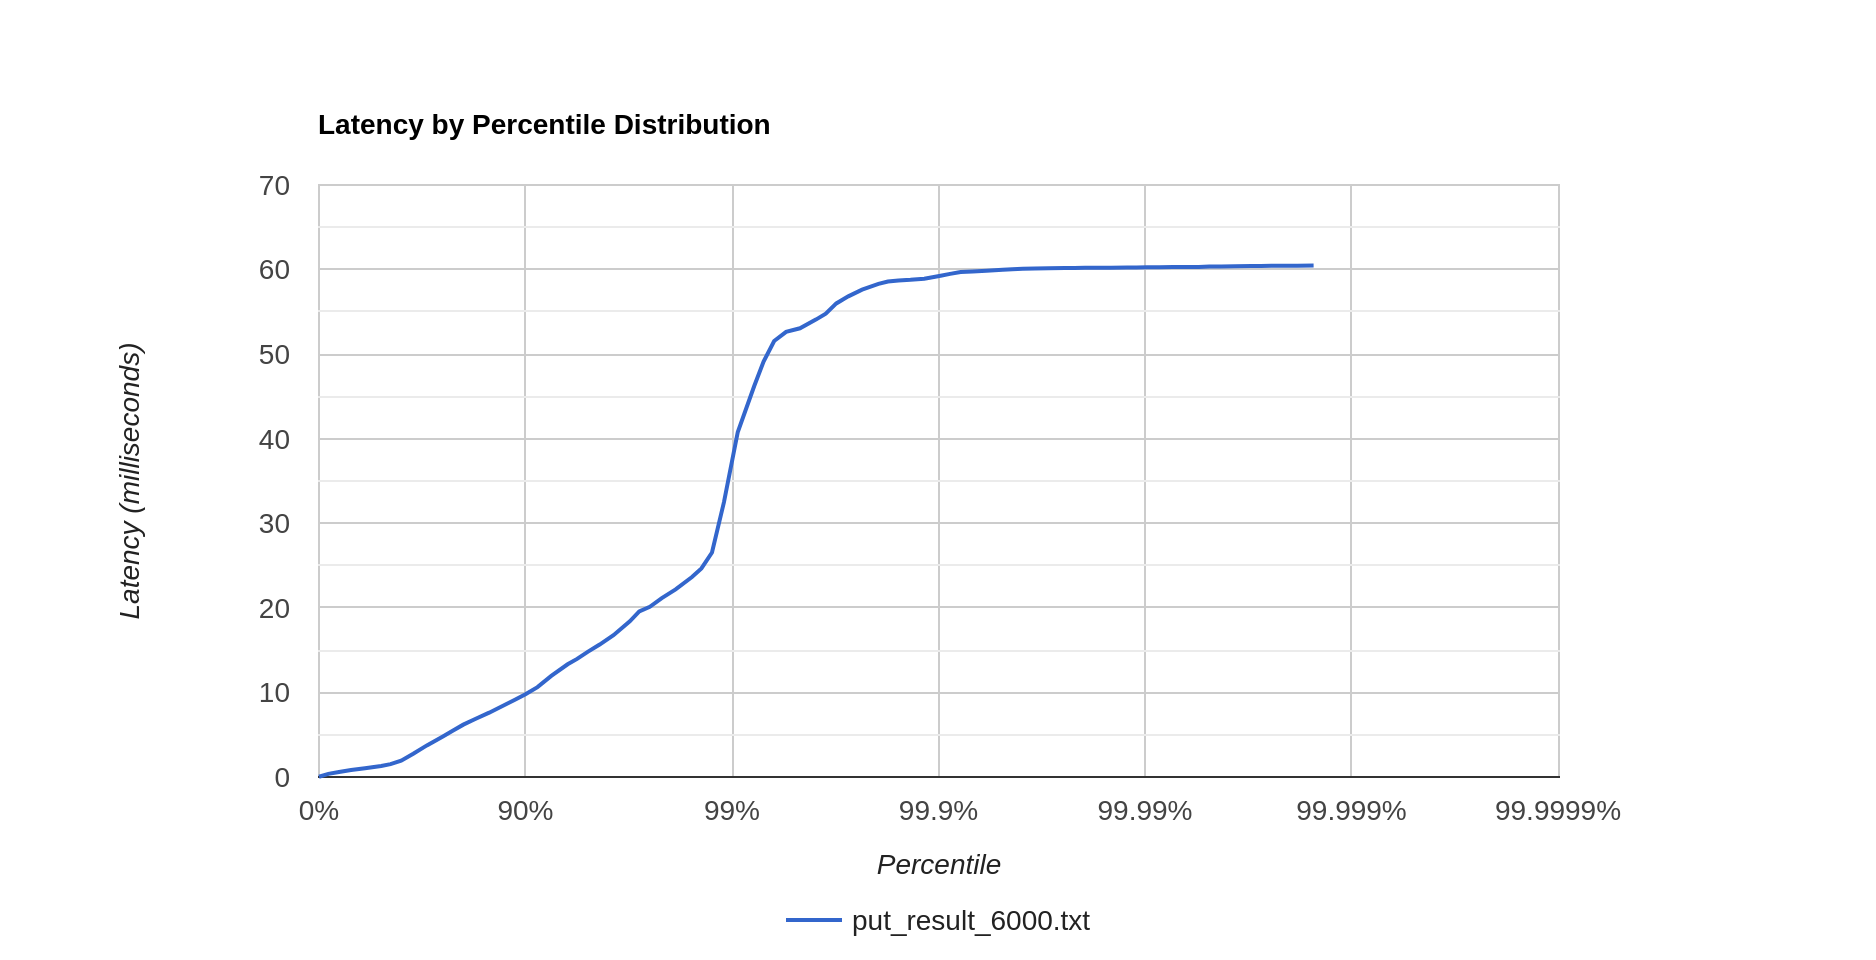 Latency by Percentile Distribution
70
60
50
40
30
20
10
0
Latency (milliseconds)
0% 90% 99% 99.9% 99.99% 99.999% 99.9999%
Percentile
put_result_6000.txt